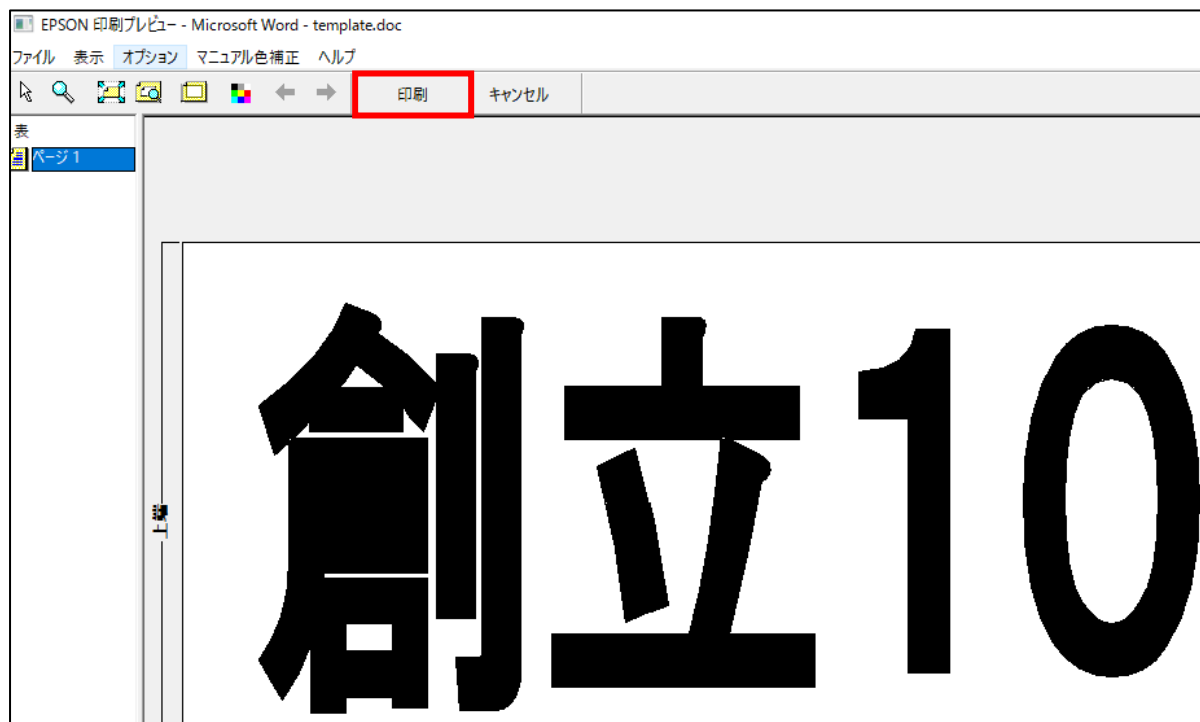 EPSON 印刷プレビュー - Microsoft Word - template.doc
ファイル 表示 オプション マニュアル色補正 ヘルプ
印刷 キャンセル
表
ページ 1
創立10